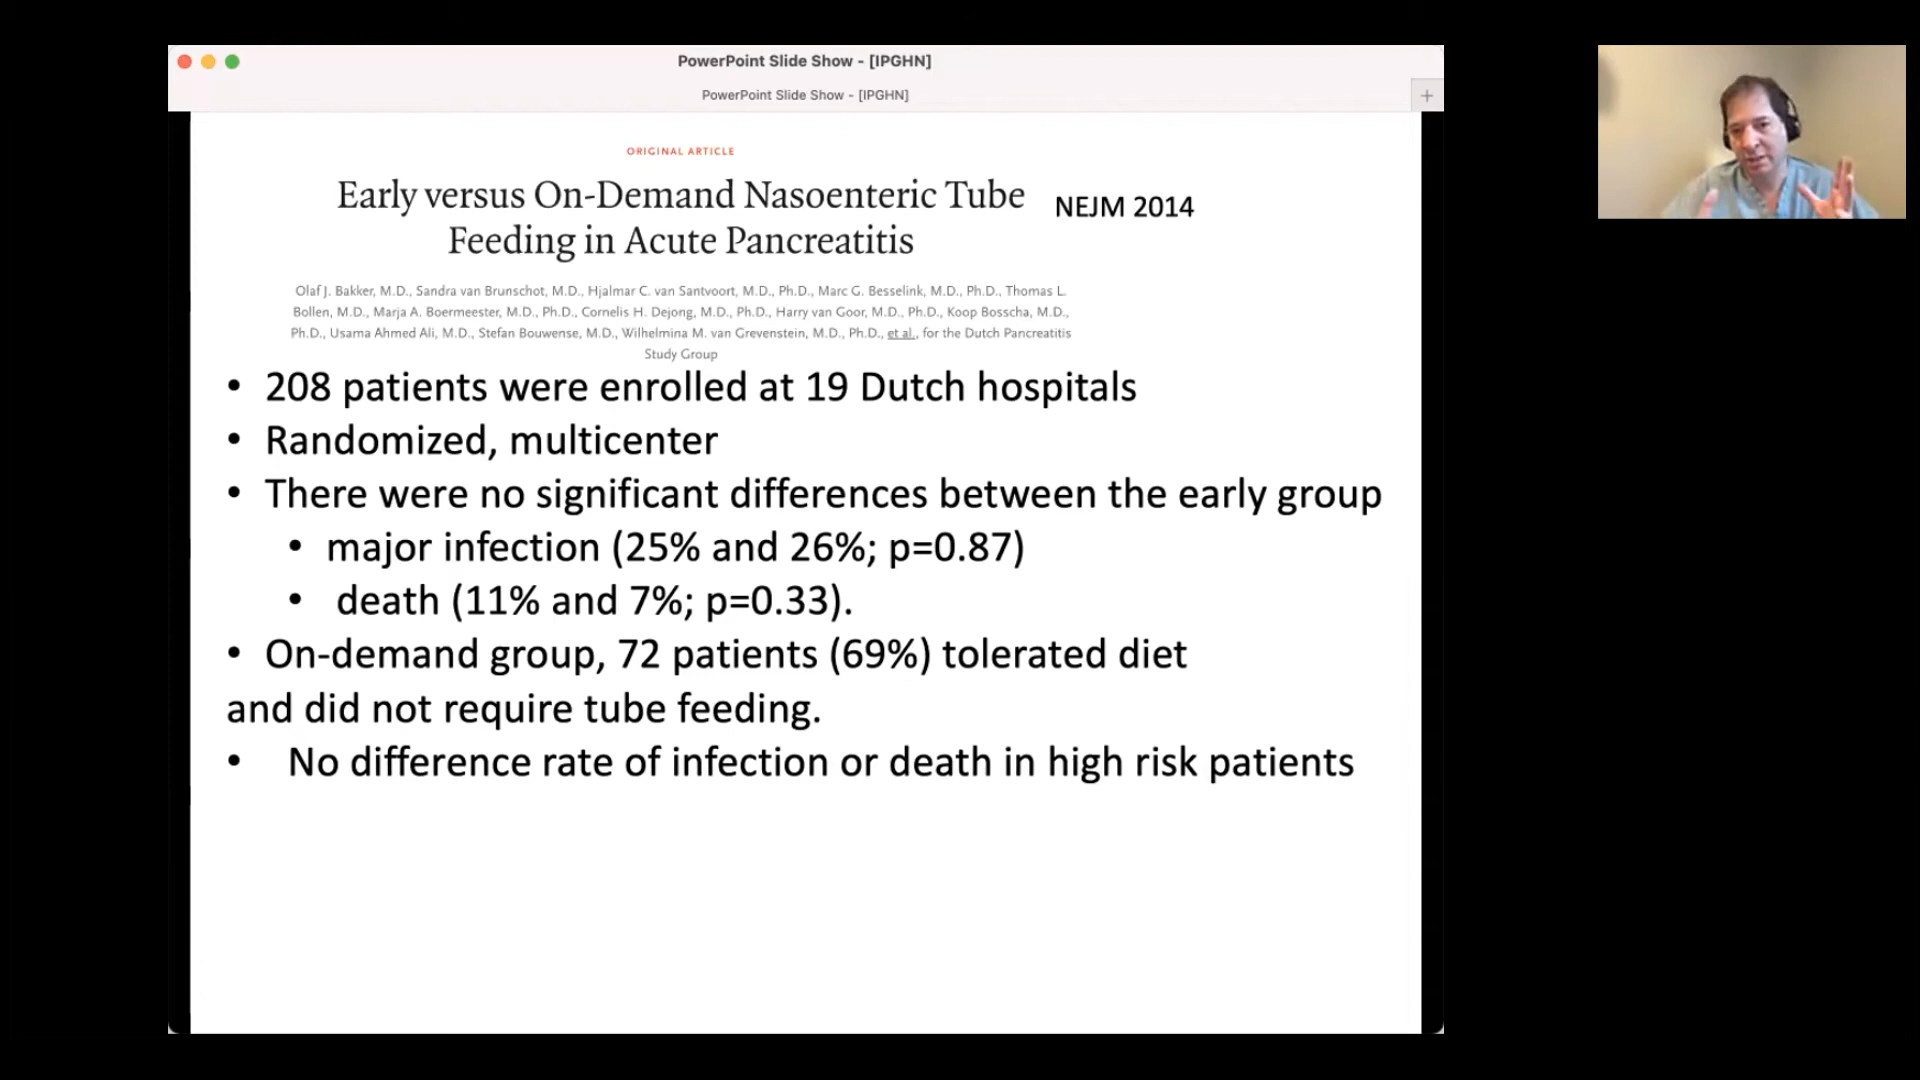 PowerPoint Slide Show - [IPGHN]
PowerPoint Slide Show - [IPGHN]
+
ORIGINAL ARTICLE
Early versus On-Demand Nasoenteric Tube
Feeding in Acute Pancreatitis
NEJM 2014
Olaf J. Bakker, M.D., Sandra van Brunschot, M.D., Hjalmar C. van Santvoort, M.D., Ph.D., Marc G. Besselink, M.D., Ph.D., Thomas L.
Bollen, M.D., Marja A. Boermeester, M.D., Ph.D., Cornelis H. Dejong, M.D., Ph.D., Harry van Goor, M.D., Ph.D., Koop Bosscha, M.D.,
Ph.D., Usama Ahmed Ali, M.D., Stefan Bouwense, M.D., Wilhelmina M. van Grevenstein, M.D., Ph.D., et al., for the Dutch Pancreatitis
Study Group
• 208 patients were enrolled at 19 Dutch hospitals
• Randomized, multicenter
• There were no significant differences between the early group
• major infection (25% and 26%; p=0.87)
• death (11% and 7%; p=0.33).
• On-demand group, 72 patients (69%) tolerated diet
and did not require tube feeding.
• No difference rate of infection or death in high risk patients